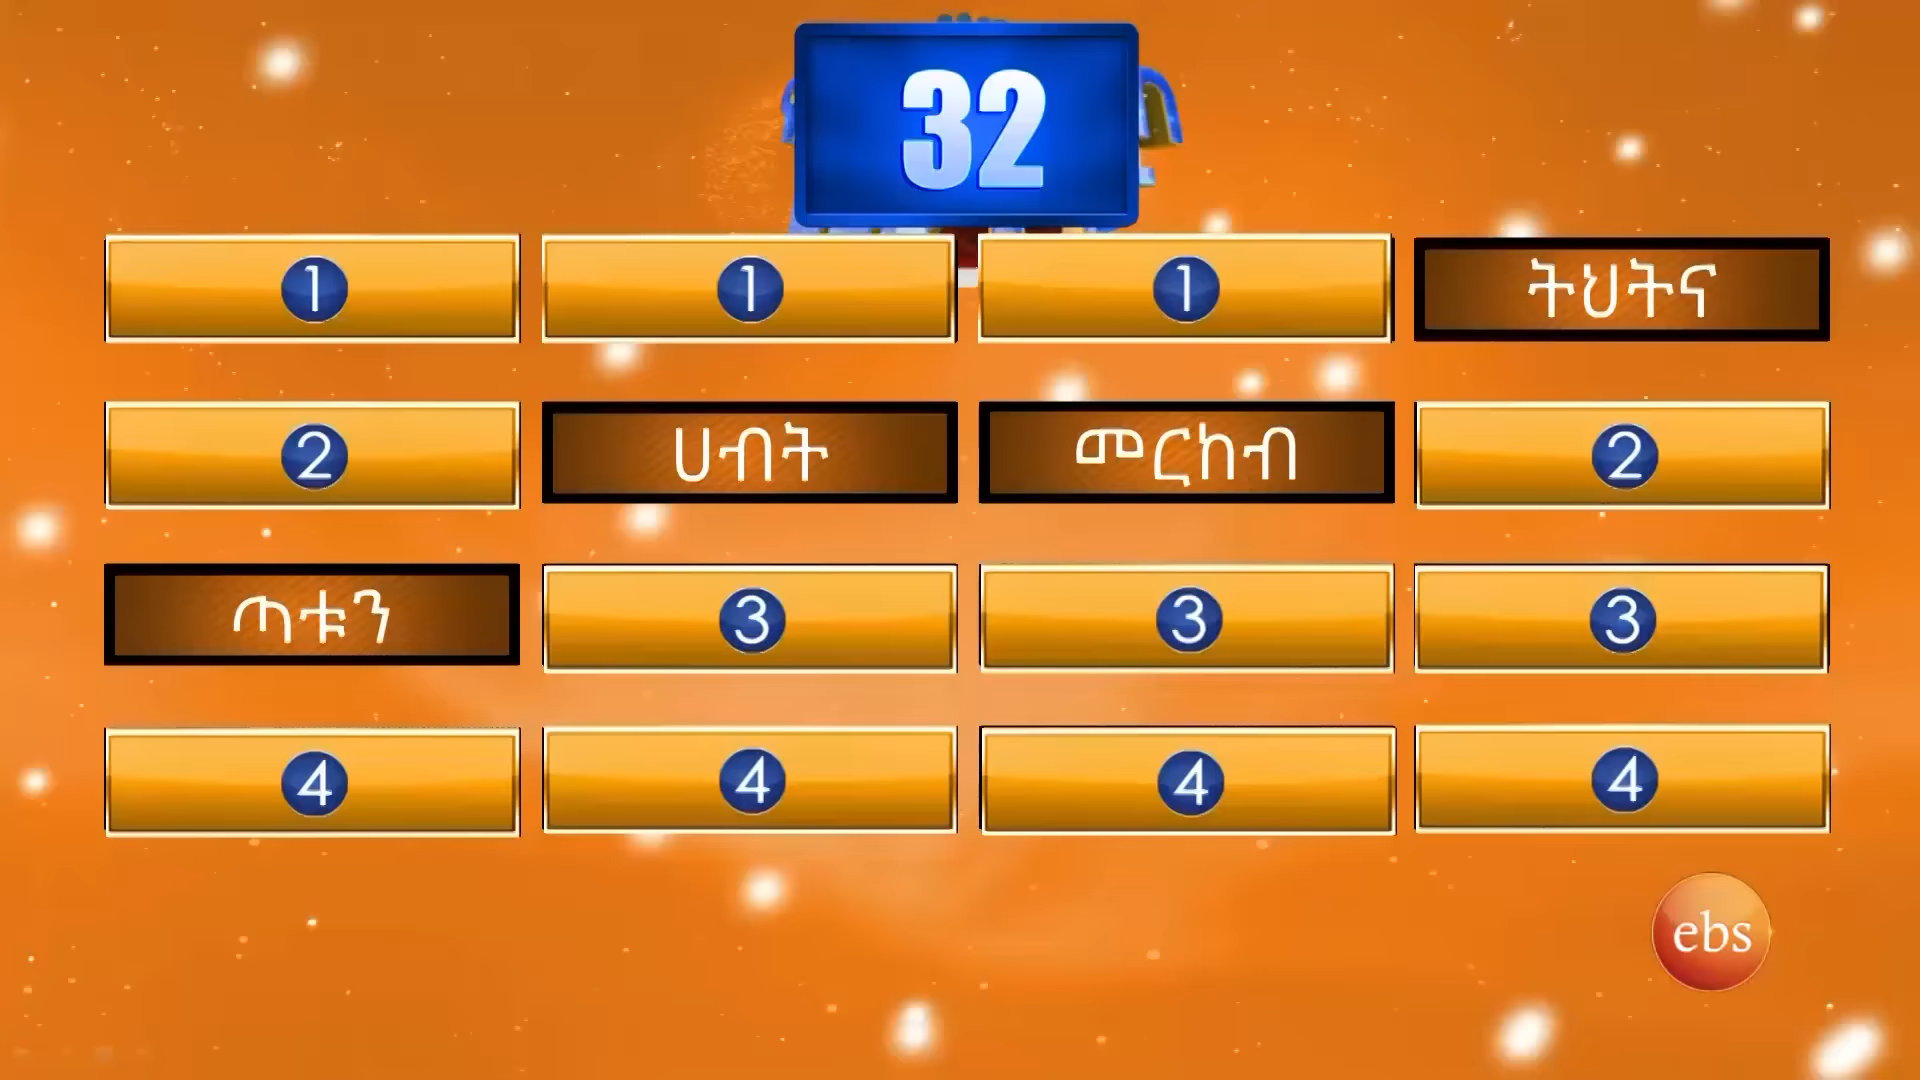 32
1 1 1 ትህትና
2 ሀብት መርከብ 2
ጣቱን 3 3 3
4 4 4 4
ebs